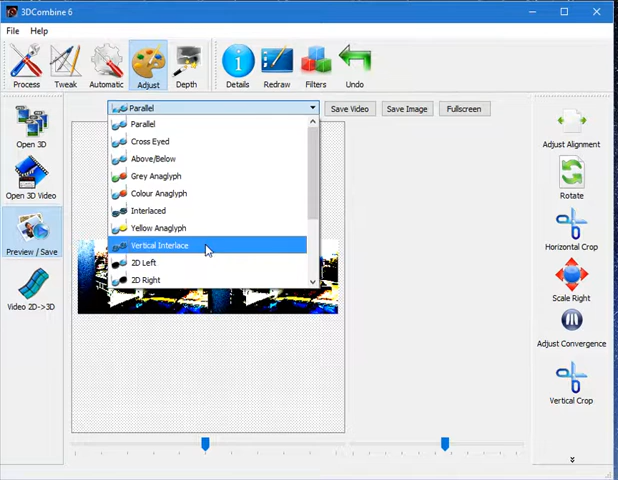 3DCombine 6
File Help
Process Tweak Automatic Adjust Depth Details Redraw Filters Undo
Parallel Save Video Save Image Fullscreen
Parallel
Cross Eyed
Above/Below
Grey Anaglyph
Colour Anaglyph
Interlaced
Yellow Anaglyph
Vertical Interlace
2D Left
2D Right
Open 3D
Open 3D Video
Preview / Save
Video 2D->3D
Adjust Alignment
Rotate
Horizontal Crop
Scale Right
Adjust Convergence
Vertical Crop